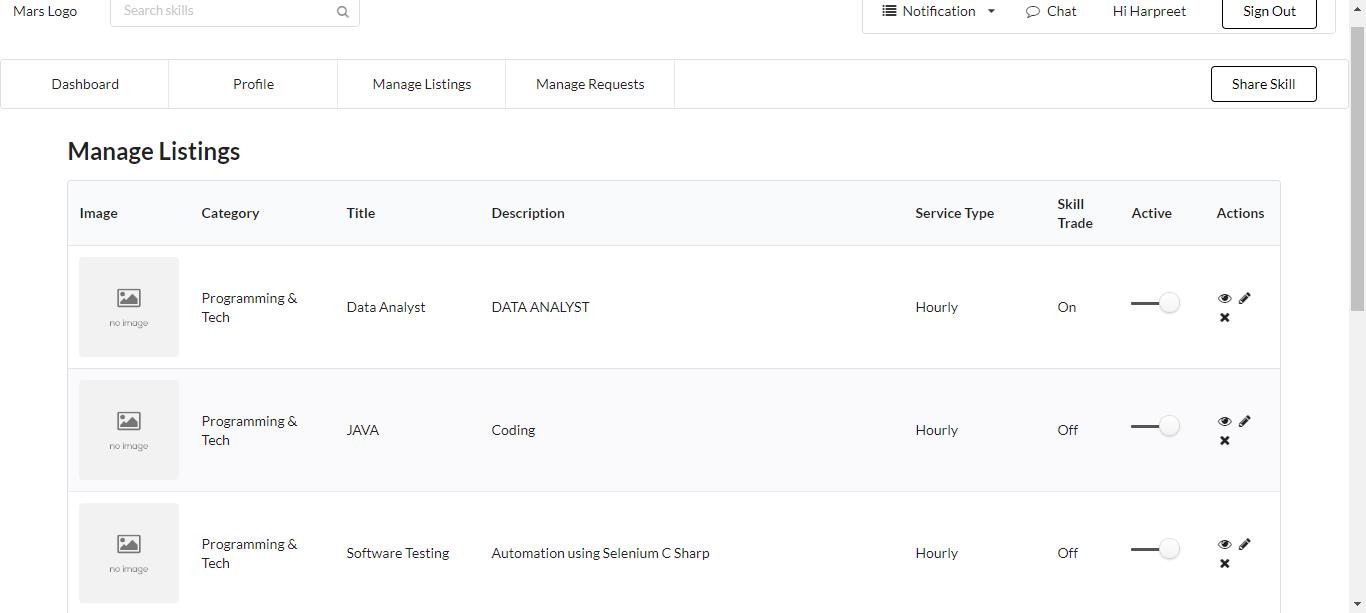 Mars Logo
Search skills
Notification
Chat
Hi Harpreet
Sign Out
Dashboard
Profile
Manage Listings
Manage Requests
Share Skill
Manage Listings
Image
Category
Title
Description
Service Type
Skill
Trade
Active
Actions
no image
Programming &
Tech
Data Analyst
DATA ANALYST
Hourly
On
no image
Programming &
Tech
JAVA
Coding
Hourly
Off
no image
Programming &
Tech
Software Testing
Automation using Selenium C Sharp
Hourly
Off